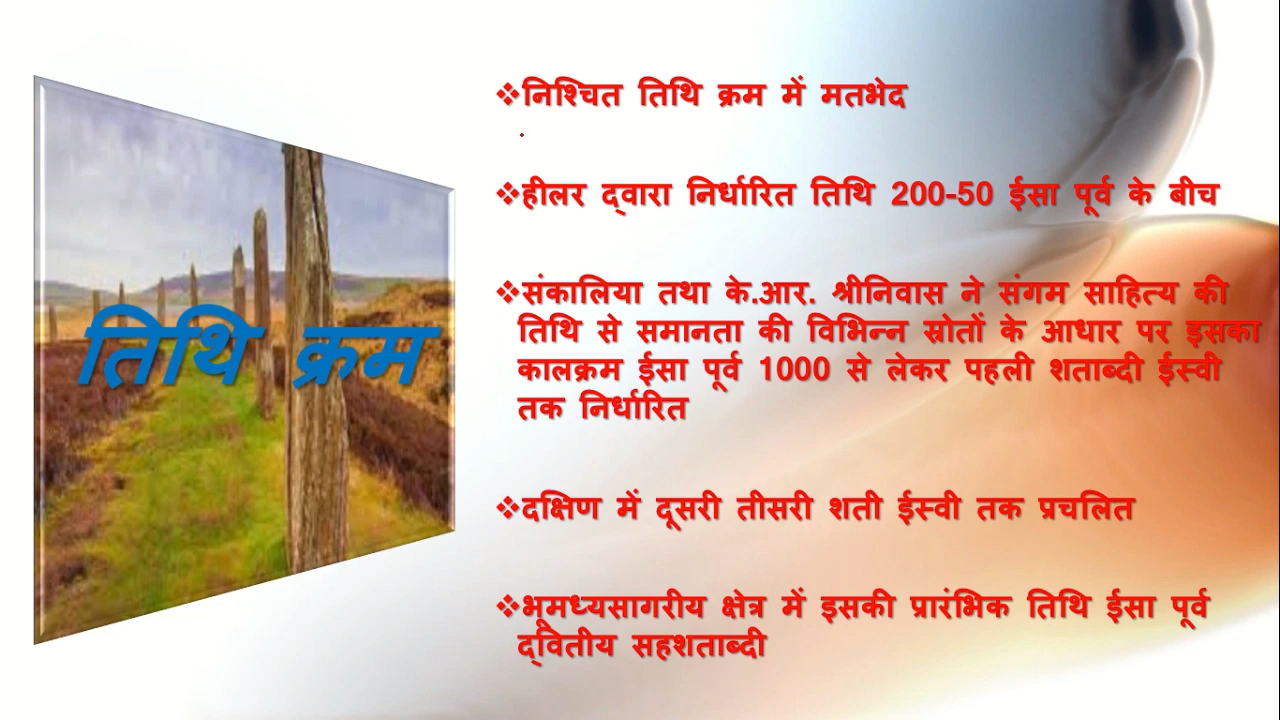 तिथि क्रम
❖निश्चित तिथि क्रम में मतभेद
.
❖हीलर द्वारा निर्धारित तिथि 200-50 ईसा पूर्व के बीच
❖संकालिया तथा के.आर. श्रीनिवास ने संगम साहित्य की
तिथि से समानता की विभिन्न स्रोतों के आधार पर इसका
कालक्रम ईसा पूर्व 1000 से लेकर पहली शताब्दी ईस्वी
तक निर्धारित
❖दक्षिण में दूसरी तीसरी शती ईस्वी तक प्रचलित
❖भूमध्यसागरीय क्षेत्र में इसकी प्रारंभिक तिथि ईसा पूर्व
द्वितीय सहशताब्दी